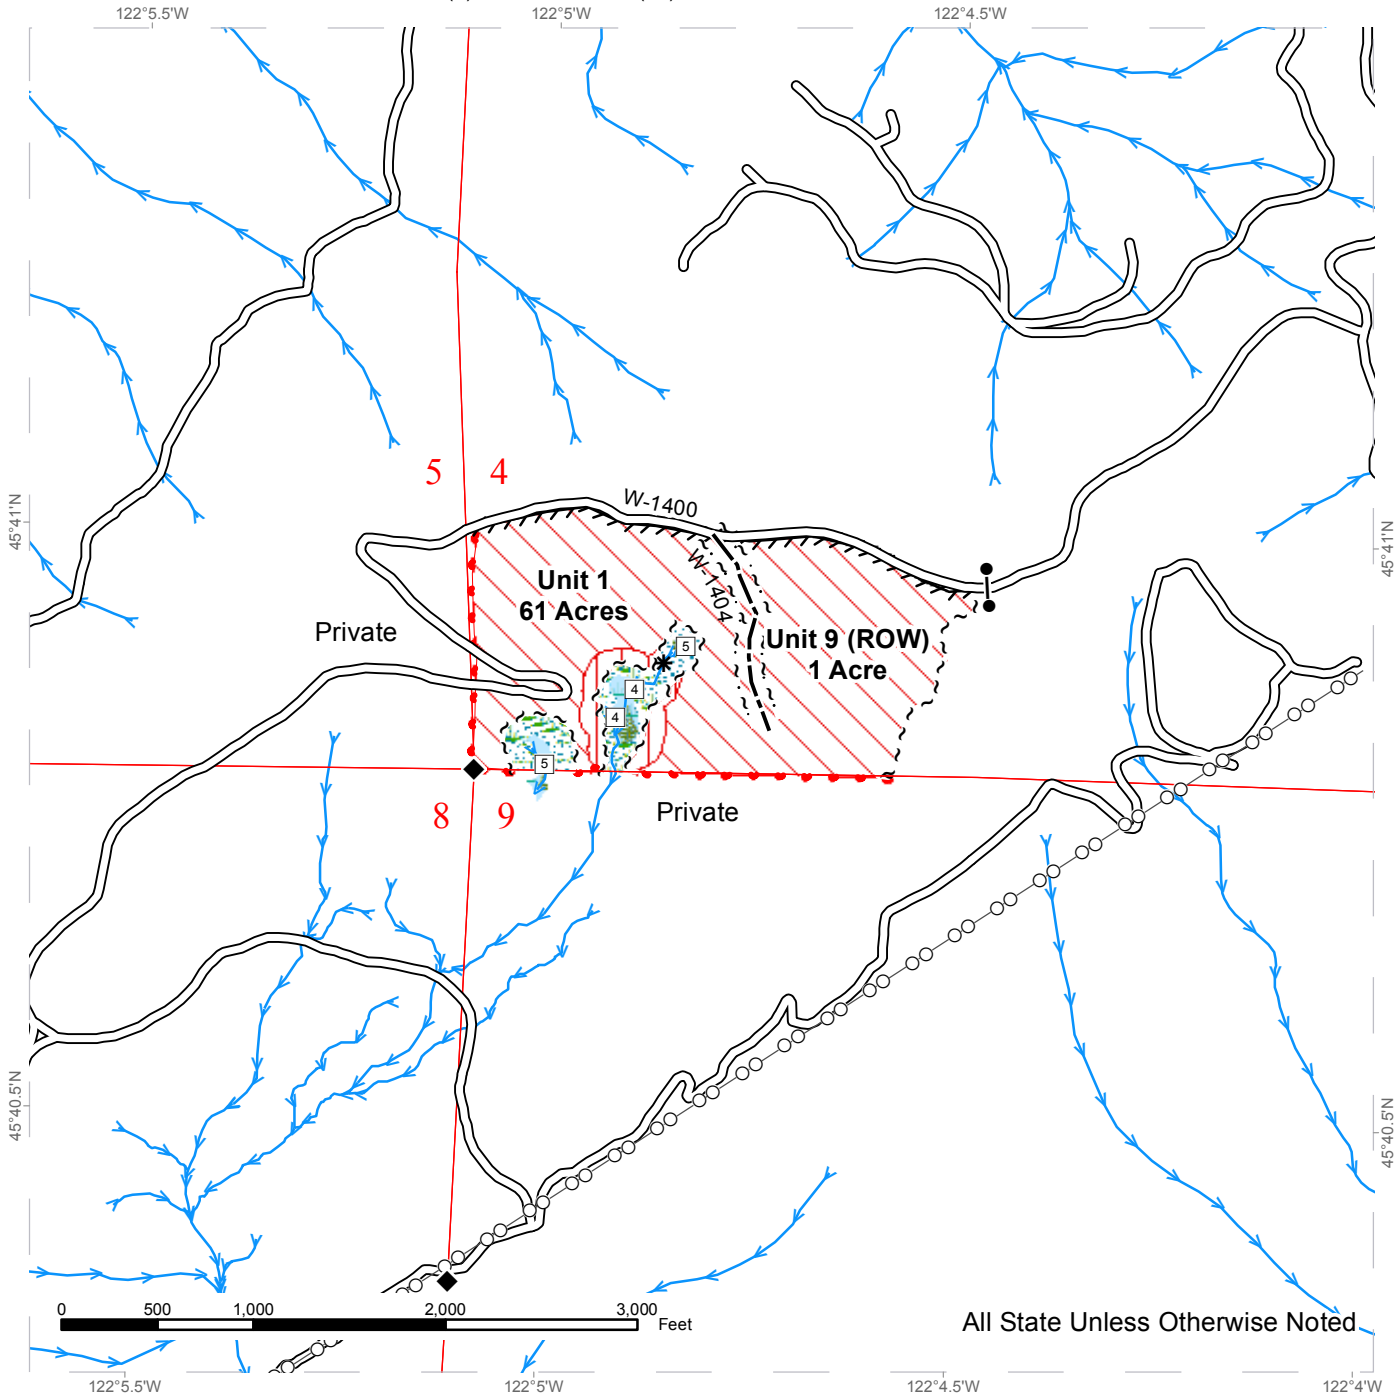 122°5.5'W
122°5'W
122°4.5'W
5
4
W-1400
45°41'N
45°41'N
W-1404
Unit 1
61 Acres
Private
Unit 9 (ROW)
1 Acre
5
4
4
5
8
9
Private
45°40.5'N
45°40.5'N
0
500
1,000
2,000
3,000
Feet
All State Unless Otherwise Noted
122°5.5'W
122°5'W
122°4.5'W
122°4'W